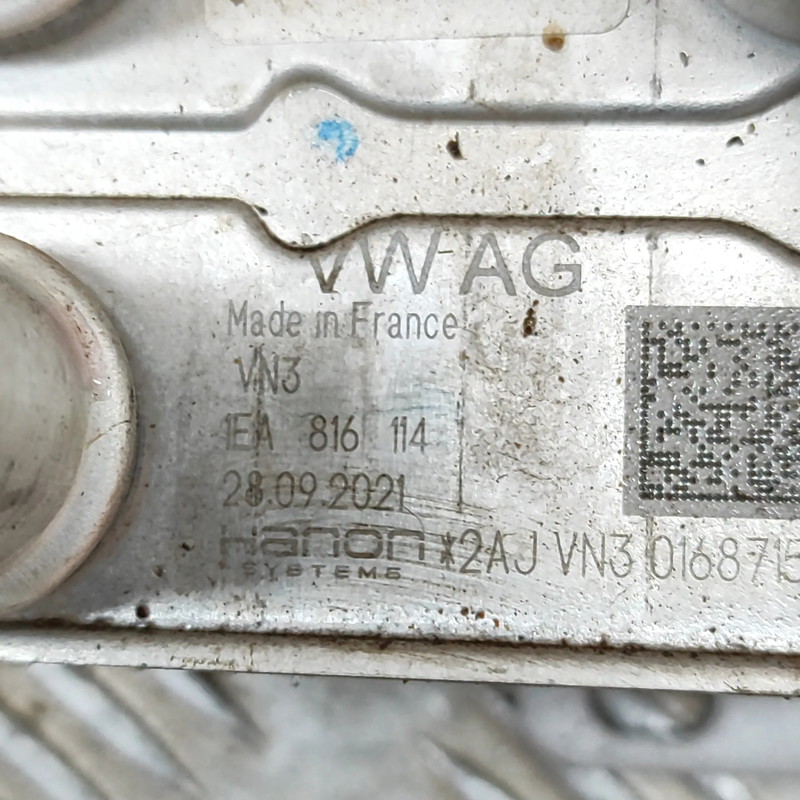 VW AG
Made in France
VN3
1EA 816 114
28.09.2021
Hanon *2AJ VN3 0168715
SYSTEMS